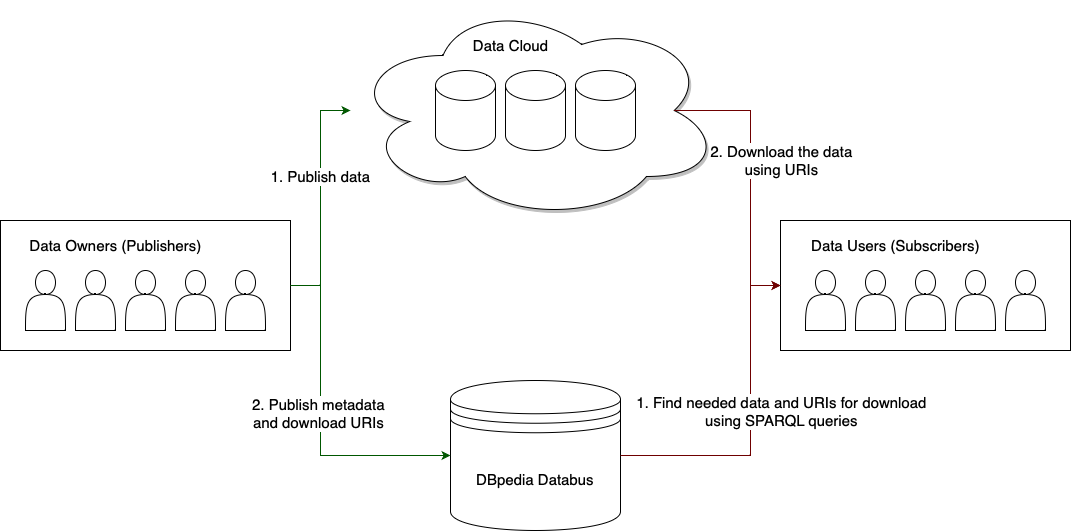 Data Cloud
2. Download the data
using URIs
1. Publish data
Data Owners (Publishers)
Data Users (Subscribers)
2. Publish metadata
and download URIs
1. Find needed data and URIs for download
using SPARQL queries
DBpedia Databus